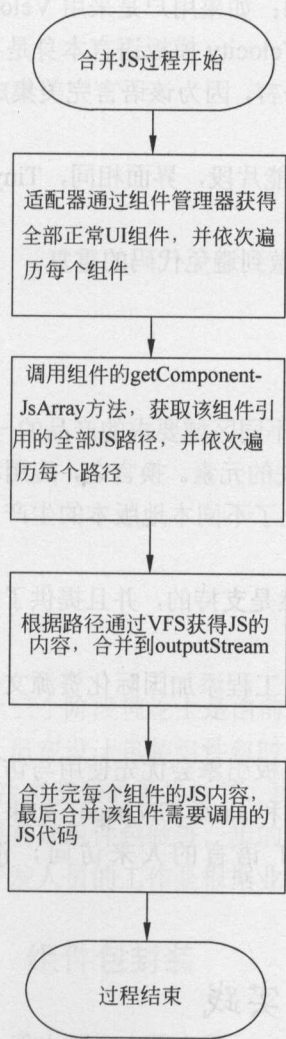 合并JS过程开始
适配器通过组件管理器获得
全部正常UI组件，并依次遍
历每个组件
调用组件的getComponent-
JsArray方法，获取该组件引
用的全部JS路径，并依次遍
历每个路径
根据路径通过VFS获得JS的
内容，合并到outputStream
合并完每个组件的JS内容，
最后合并该组件需要调用的
JS代码
过程结束